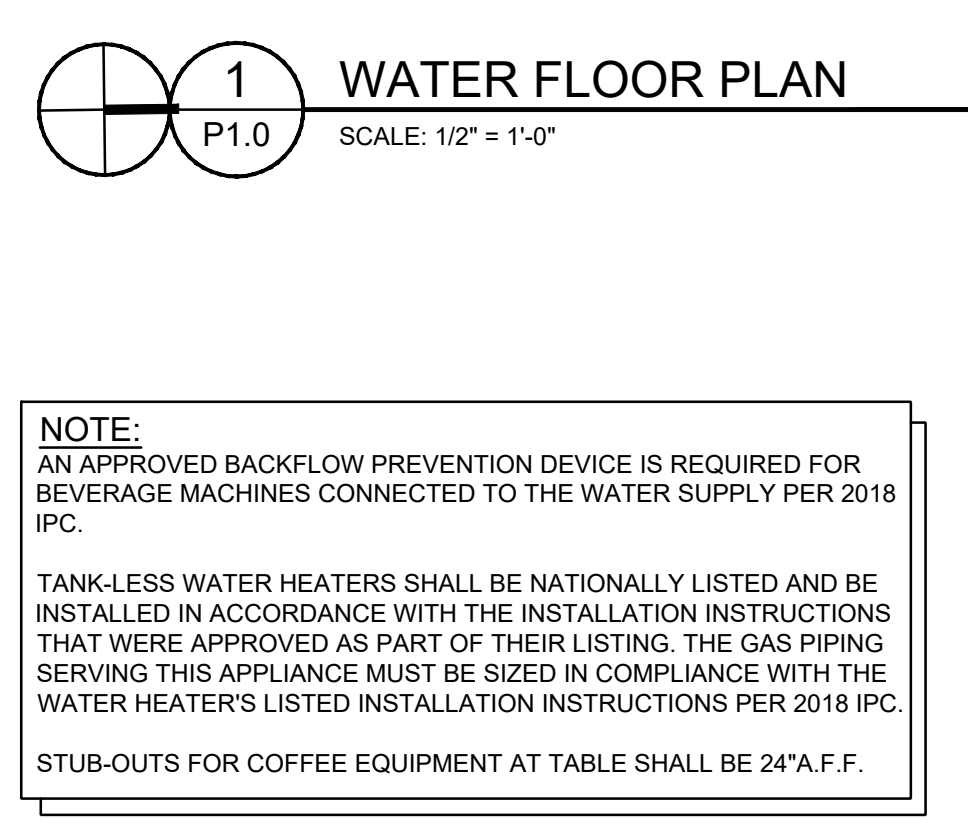 1
P1.0
WATER FLOOR PLAN
SCALE: 1/2" = 1'-0"
NOTE:
AN APPROVED BACKFLOW PREVENTION DEVICE IS REQUIRED FOR
BEVERAGE MACHINES CONNECTED TO THE WATER SUPPLY PER 2018
IPC.
TANK-LESS WATER HEATERS SHALL BE NATIONALLY LISTED AND BE
INSTALLED IN ACCORDANCE WITH THE INSTALLATION INSTRUCTIONS
THAT WERE APPROVED AS PART OF THEIR LISTING. THE GAS PIPING
SERVING THIS APPLIANCE MUST BE SIZED IN COMPLIANCE WITH THE
WATER HEATER'S LISTED INSTALLATION INSTRUCTIONS PER 2018 IPC.
STUB-OUTS FOR COFFEE EQUIPMENT AT TABLE SHALL BE 24"A.F.F.